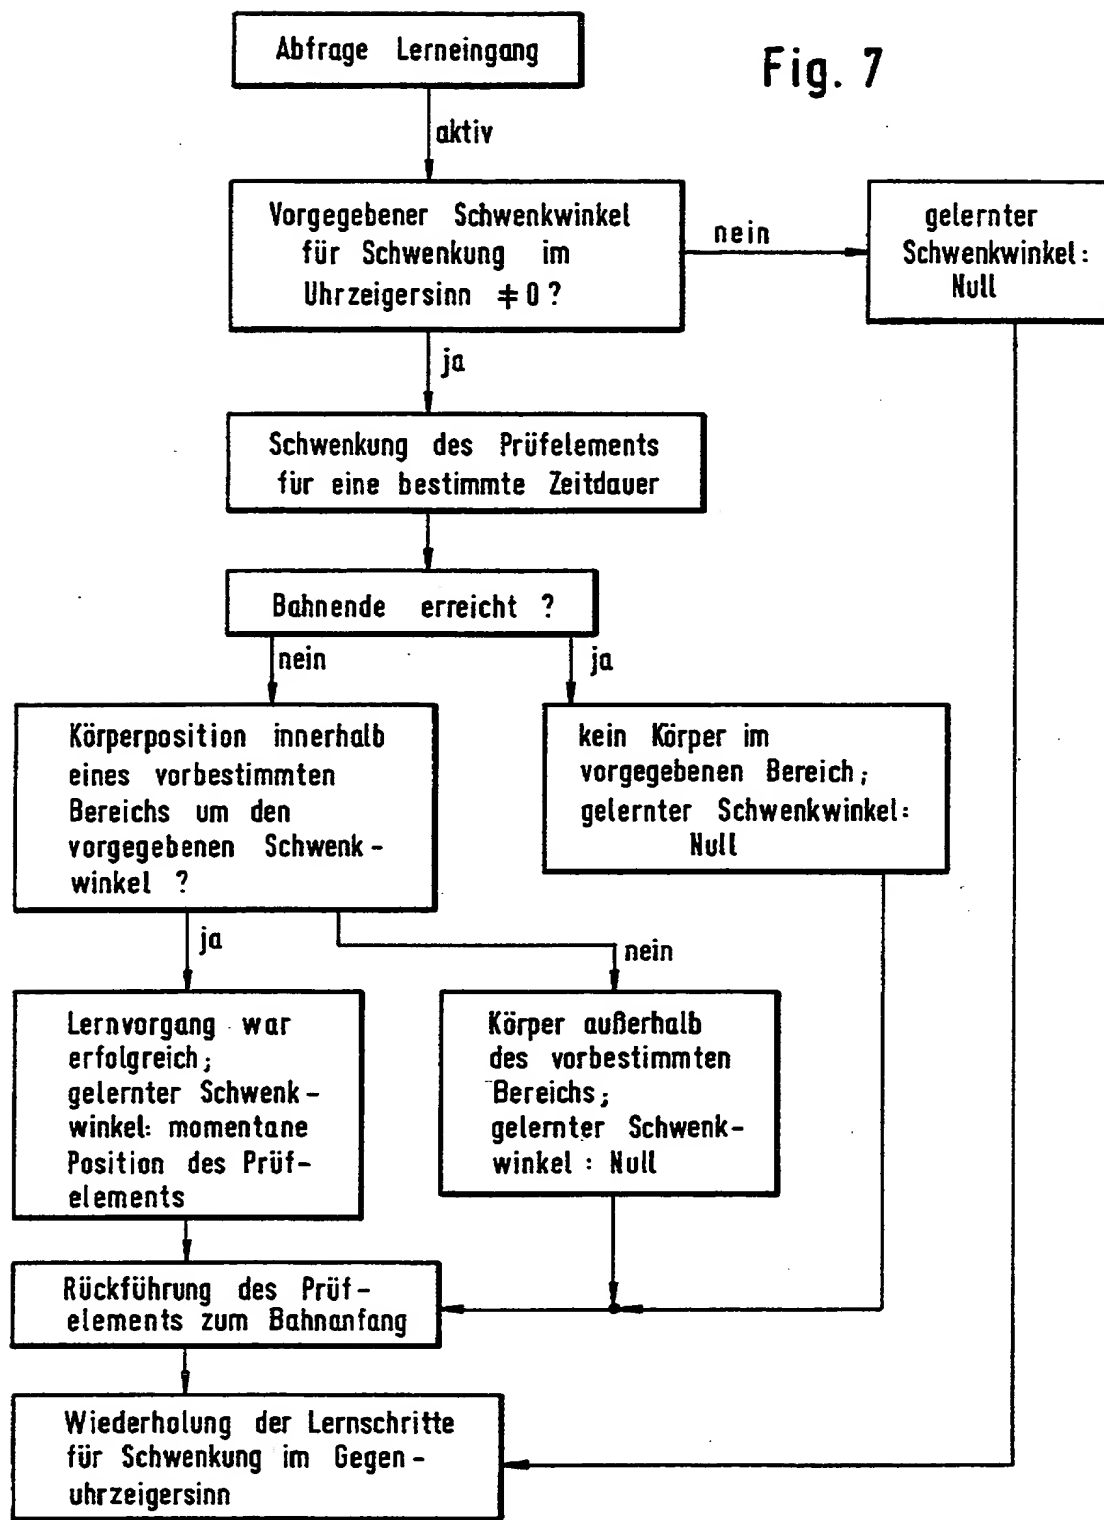 Abfrage Lerneingang
Fig. 7
aktiv
Vorgegebener Schwenkwinkel
für Schwenkung im
Uhrzeigersinn ≠ 0 ?
nein
gelernter
Schwenkwinkel:
Null
ja
Schwenkung des Prüfelements
für eine bestimmte Zeitdauer
Bahnende erreicht ?
nein
ja
Körperposition innerhalb
eines vorbestimmten
Bereichs um den
vorgegebenen Schwenk-
winkel ?
kein Körper im
vorgegebenen Bereich;
gelernter Schwenkwinkel:
Null
ja
nein
Lernvorgang war
erfolgreich;
gelernter Schwenk-
winkel: momentane
Position des Prüf-
elements
Körper außerhalb
des vorbestimmten
Bereichs;
gelernter Schwenk-
winkel : Null
Rückführung des Prüf-
elements zum Bahnanfang
Wiederholung der Lernschritte
für Schwenkung im Gegen-
uhrzeigersinn